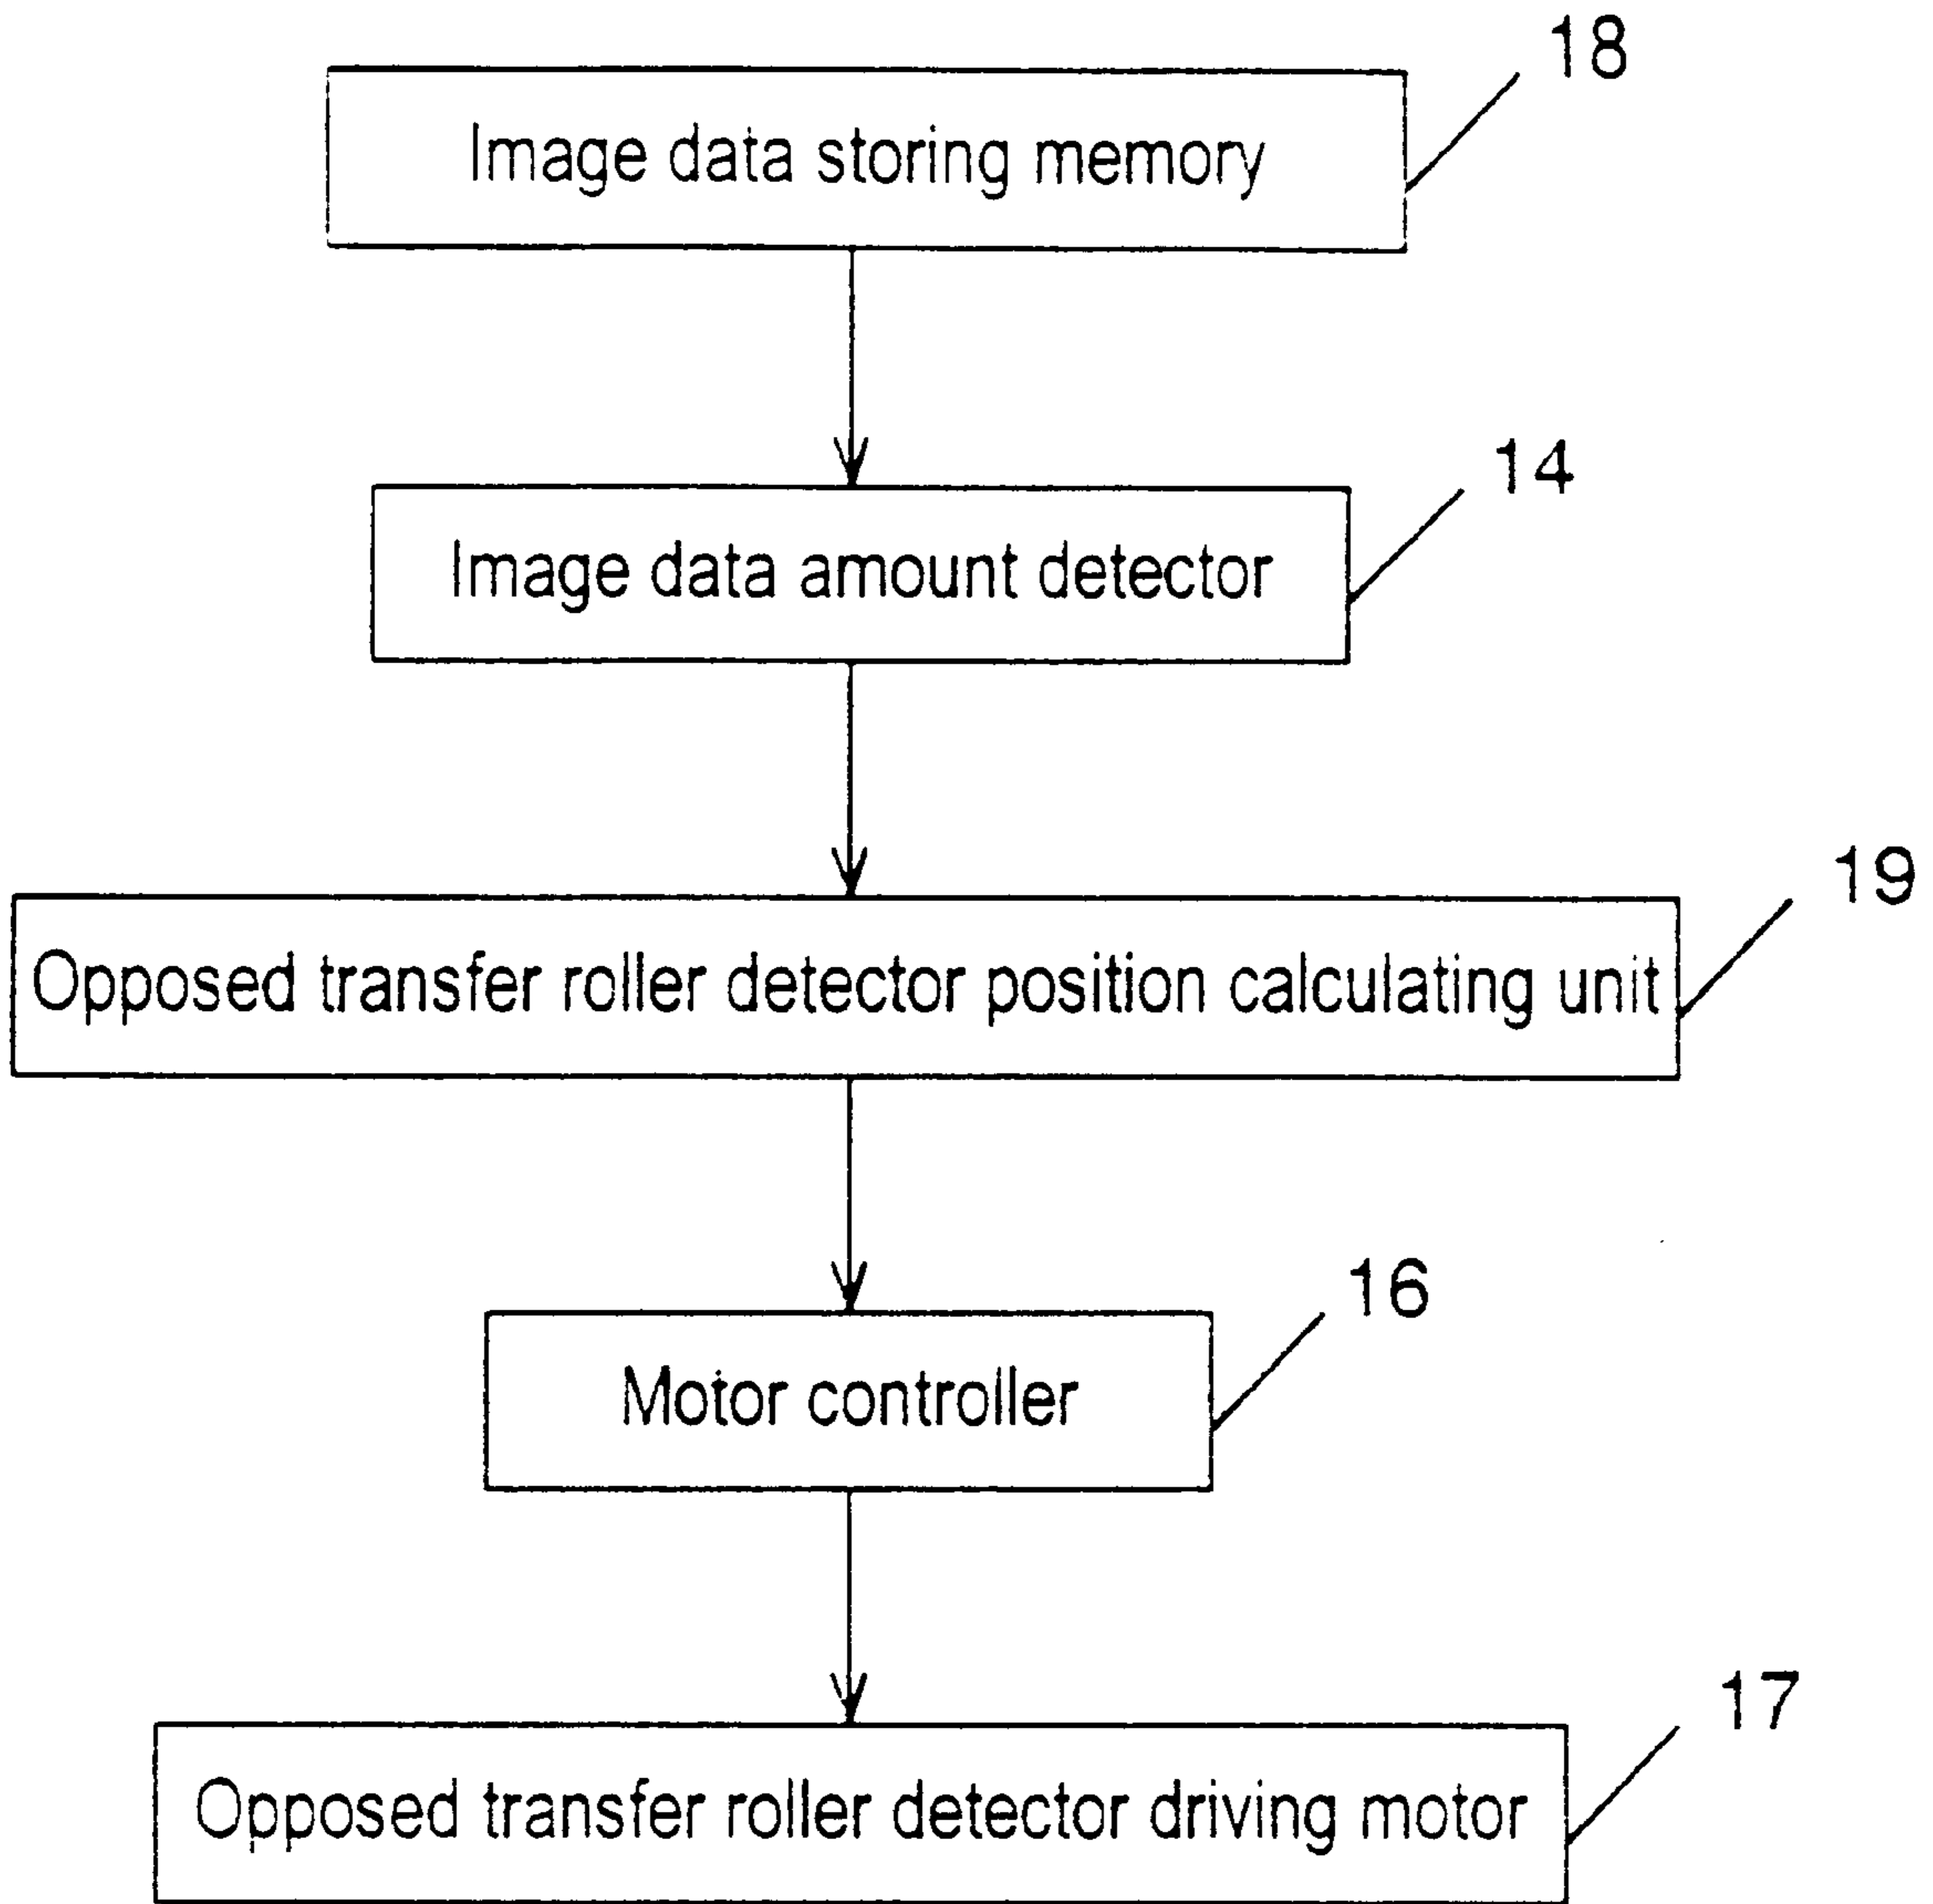 18
Image data storing memory
14
Image data amount detector
19
Opposed transfer roller detector position calculating unit
16
Motor controller
17
Opposed transfer roller detector driving motor